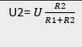 U2= U R2/R1+R2